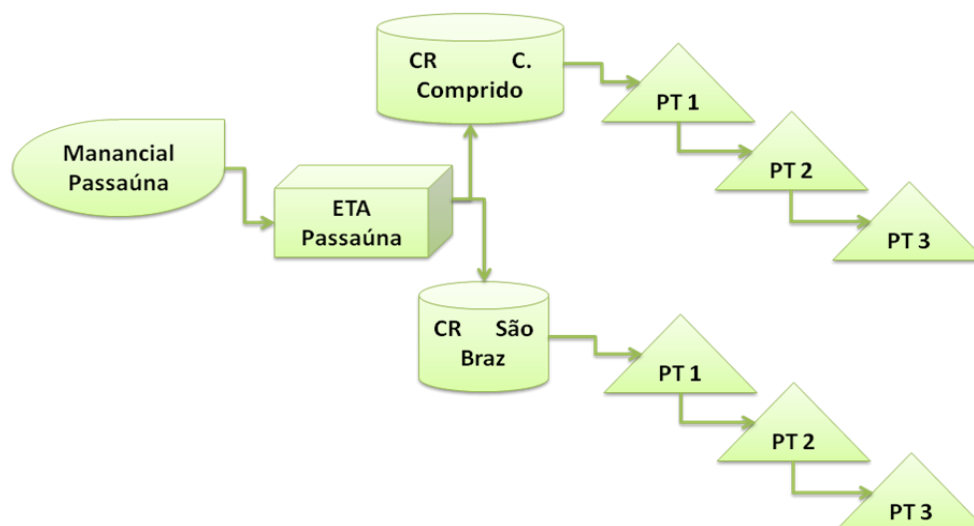 Manancial
Passaúna
ETA
Passaúna
CR C.
Comprido
PT 1
PT 2
PT 3
CR São
Braz
PT 1
PT 2
PT 3